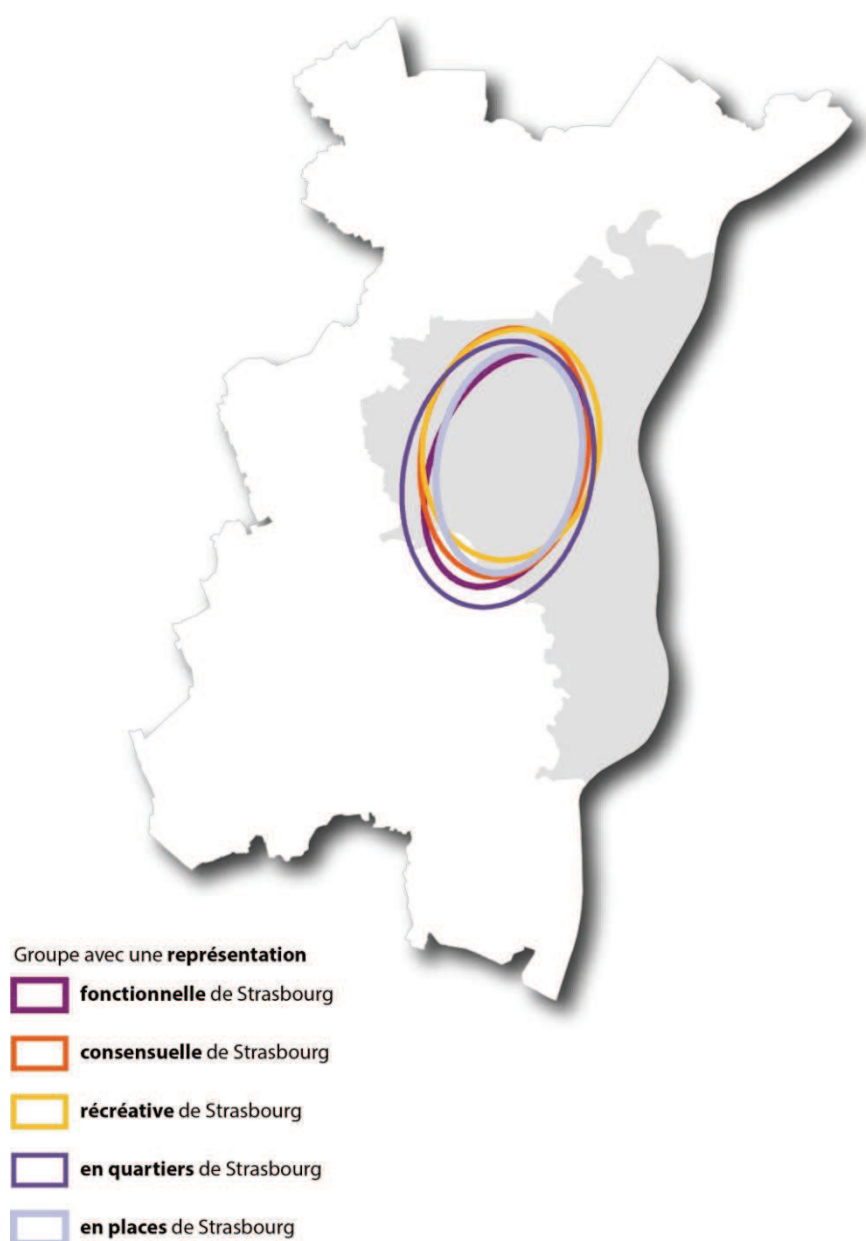 Groupe avec une représentation
fonctionnelle de Strasbourg
consensuelle de Strasbourg
récréative de Strasbourg
en quartiers de Strasbourg
en places de Strasbourg